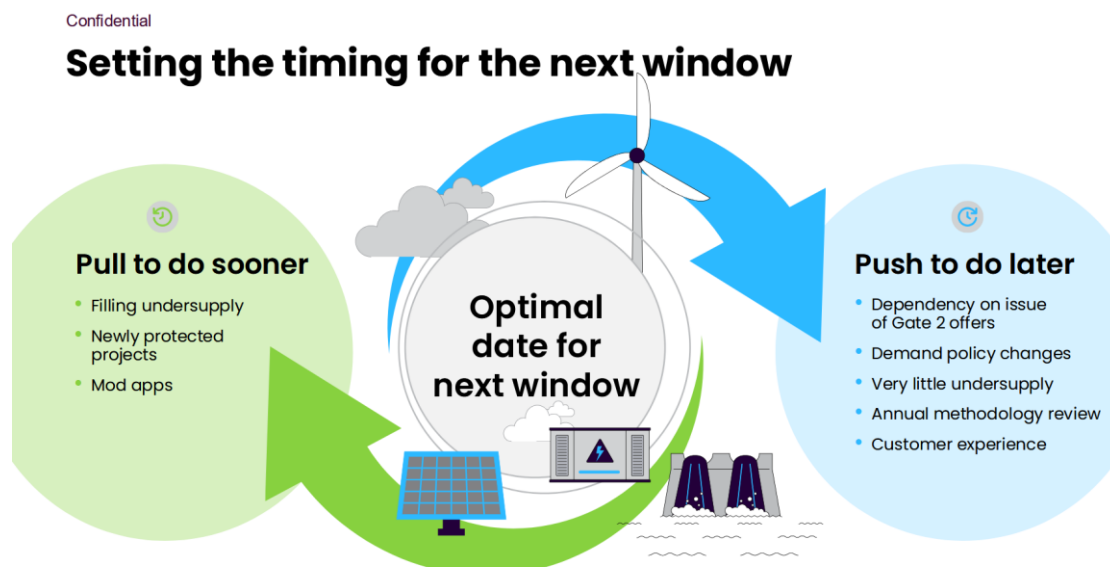 Confidential
Setting the timing for the next window
Pull to do sooner
• Filling undersupply
• Newly protected
projects
• Mod apps
Optimal
date for
next window
Push to do later
• Dependency on issue
of Gate 2 offers
• Demand policy changes
• Very little undersupply
• Annual methodology review
• Customer experience